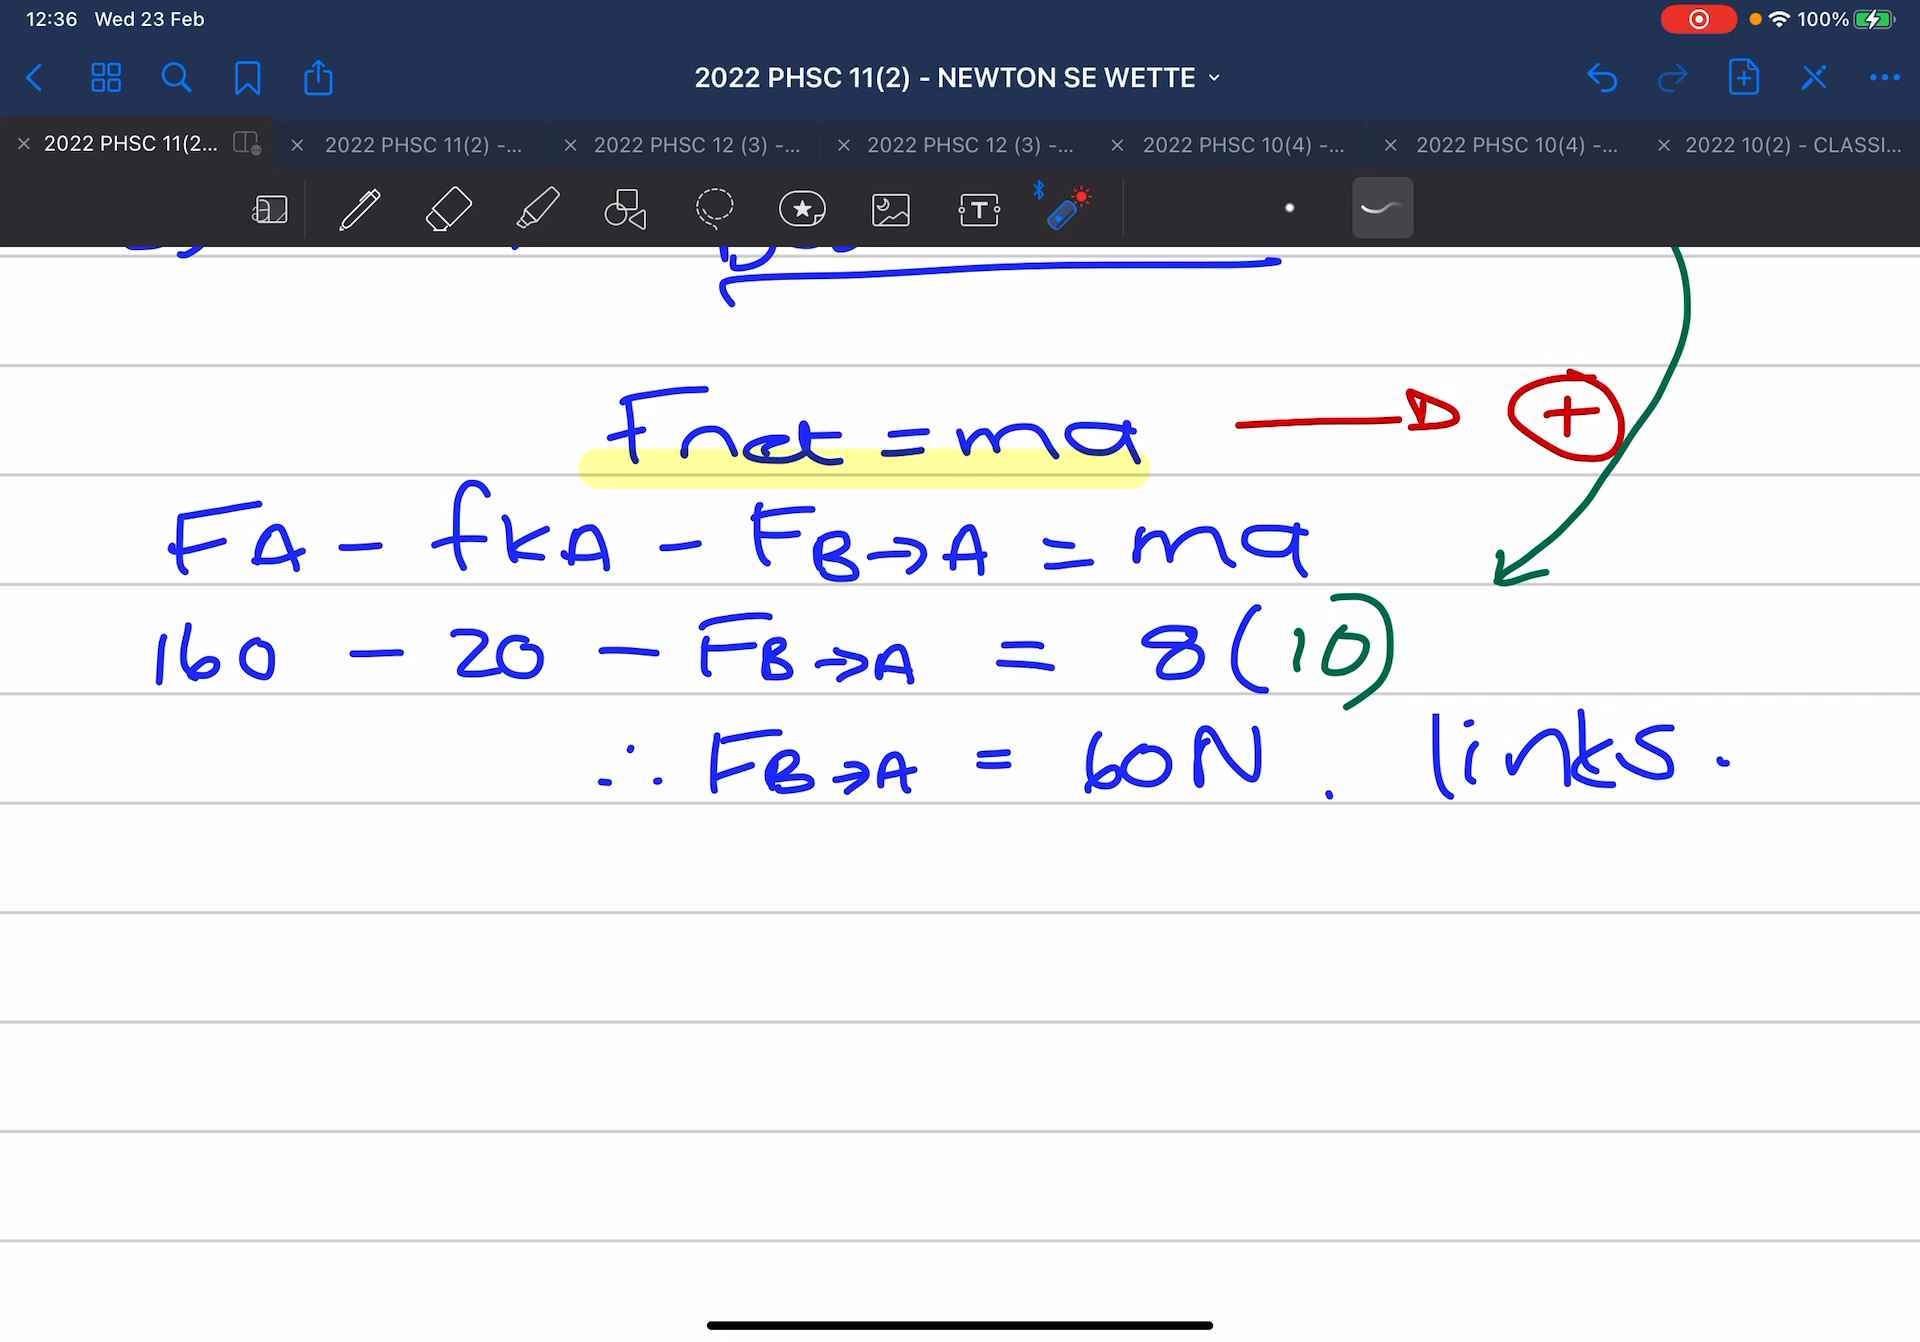 12:36 Wed 23 Feb 100%
2022 PHSC 11(2) - NEWTON SE WETTE
2022 PHSC 11(2... 2022 PHSC 11(2) -... 2022 PHSC 12 (3) -... 2022 PHSC 12 (3) -... 2022 PHSC 10(4) -... 2022 PHSC 10(4) -... 2022 10(2) - CLASSI...
T
Fnet = ma → +
FA - fkA - FB→A = ma
160 - 20 - FB→A = 8(10)
∴ FB→A = 60N. links.